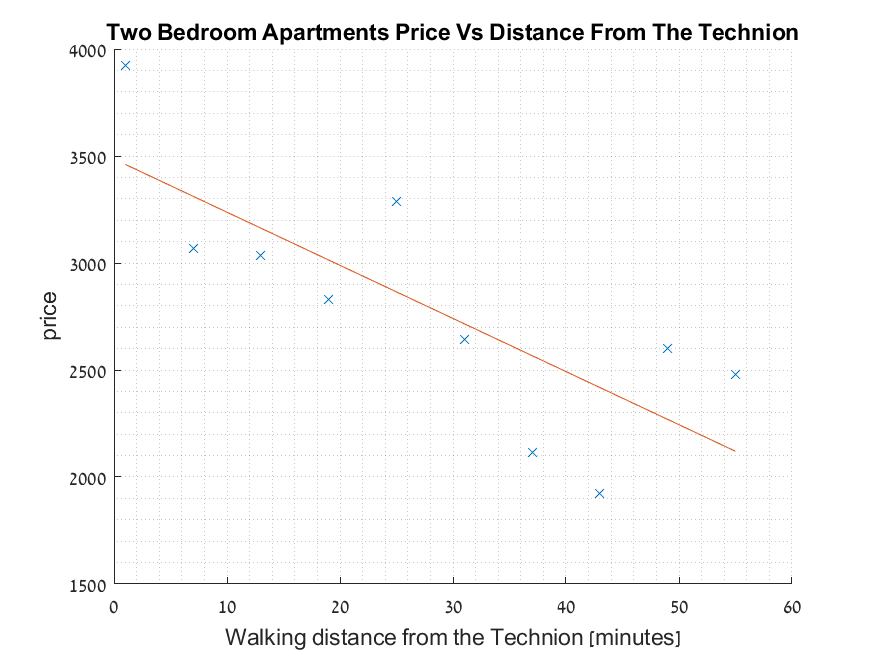 Two Bedroom Apartments Price Vs Distance From The Technion
4000
3500
3000
2500
2000
1500
price
0 10 20 30 40 50 60
Walking distance from the Technion [minutes]